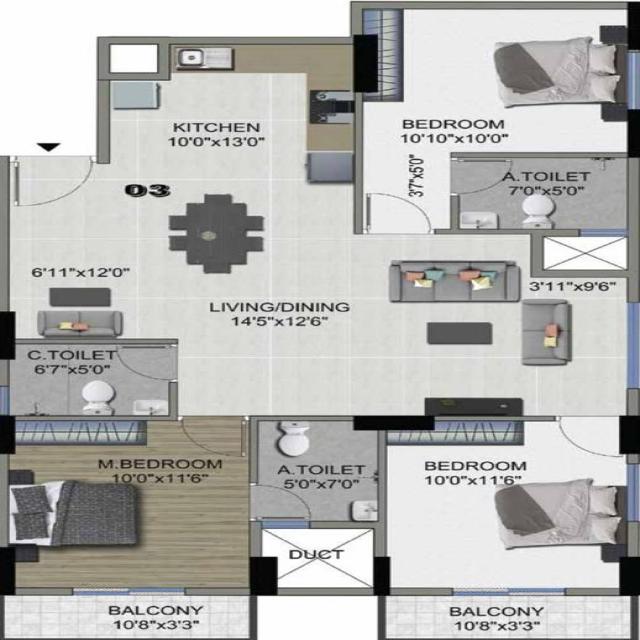 KITCHEN
10'0"x13'0"
BEDROOM
10'10"x10'0"
3'7"x5'0"
A.TOILET
7'0"x5'0"
03
6'11"x12'0"
LIVING/DINING
14'5"x12'6"
3'11"x9'6"
C.TOILET
6'7"x5'0"
M.BEDROOM
10'0"x11'6"
A.TOILET
5'0"x7'0"
BEDROOM
10'0"x11'6"
DUCT
BALCONY
10'8"x3'3"
BALCONY
10'8"x3'3"